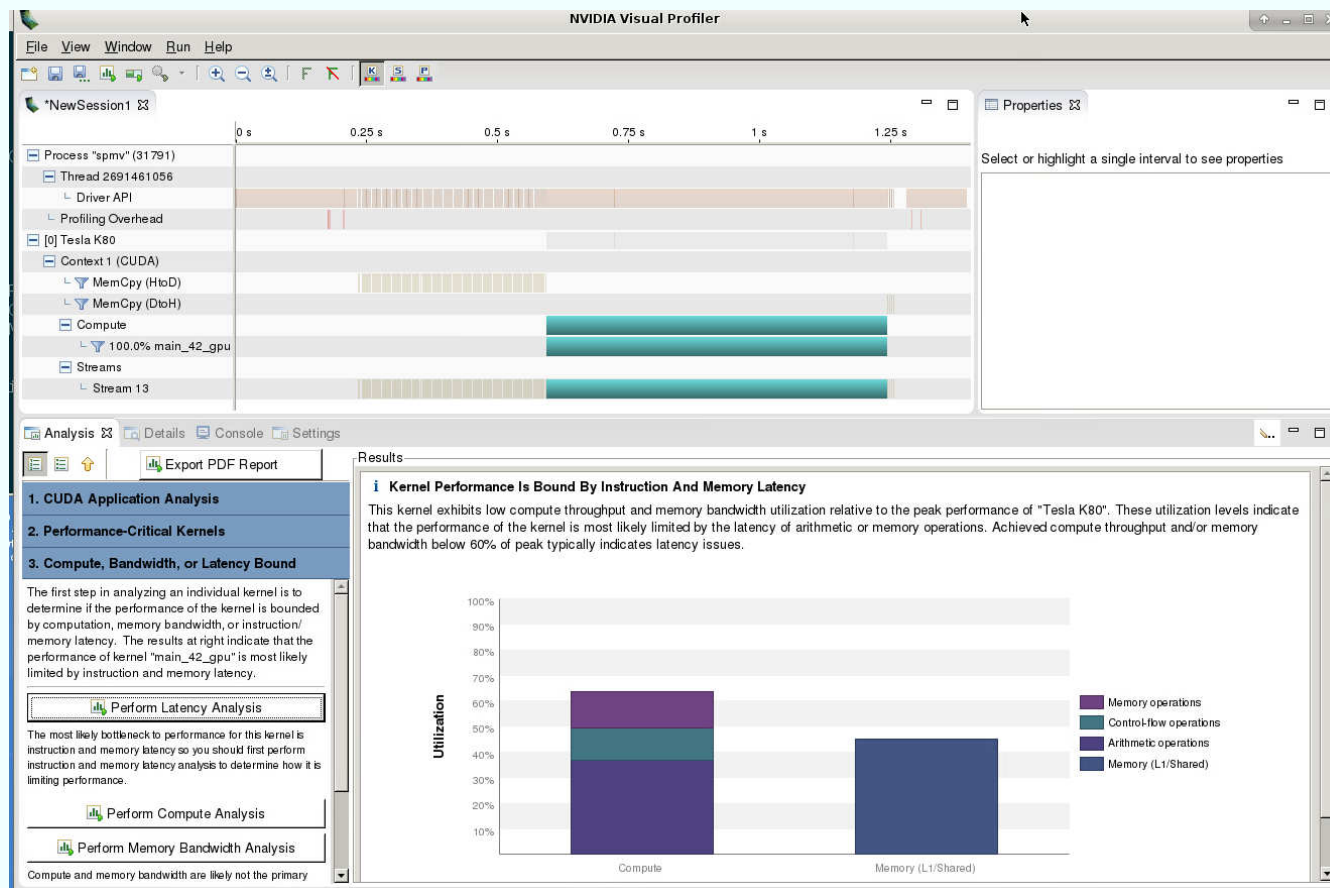 NVIDIA Visual Profiler
File View Window Run Help
F K S P
*NewSession1
Properties
0 s 0.25 s 0.5 s 0.75 s 1 s 1.25 s
Process "spmv" (31791)
Thread 2691461056
Driver API
Profiling Overhead
[0] Tesla K80
Context 1 (CUDA)
MemCpy (HtoD)
MemCpy (DtoH)
Compute
100.0% main_42_gpu
Streams
Stream 13
Select or highlight a single interval to see properties
Analysis Details Console Settings
Export PDF Report
1. CUDA Application Analysis
2. Performance-Critical Kernels
3. Compute, Bandwidth, or Latency Bound
The first step in analyzing an individual kernel is to
determine if the performance of the kernel is bounded
by computation, memory bandwidth, or instruction/
memory latency. The results at right indicate that the
performance of kernel "main_42_gpu" is most likely
limited by instruction and memory latency.
Perform Latency Analysis
The most likely bottleneck to performance for this kernel is
instruction and memory latency so you should first perform
instruction and memory latency analysis to determine how it is
limiting performance.
Perform Compute Analysis
Perform Memory Bandwidth Analysis
Compute and memory bandwidth are likely not the primary
Results
i Kernel Performance Is Bound By Instruction And Memory Latency
This kernel exhibits low compute throughput and memory bandwidth utilization relative to the peak performance of "Tesla K80". These utilization levels indicate
that the performance of the kernel is most likely limited by the latency of arithmetic or memory operations. Achieved compute throughput and/or memory
bandwidth below 60% of peak typically indicates latency issues.
Utilization
100%
90%
80%
70%
60%
50%
40%
30%
20%
10%
Compute Memory (L1/Shared)
Memory operations
Control-flow operations
Arithmetic operations
Memory (L1/Shared)